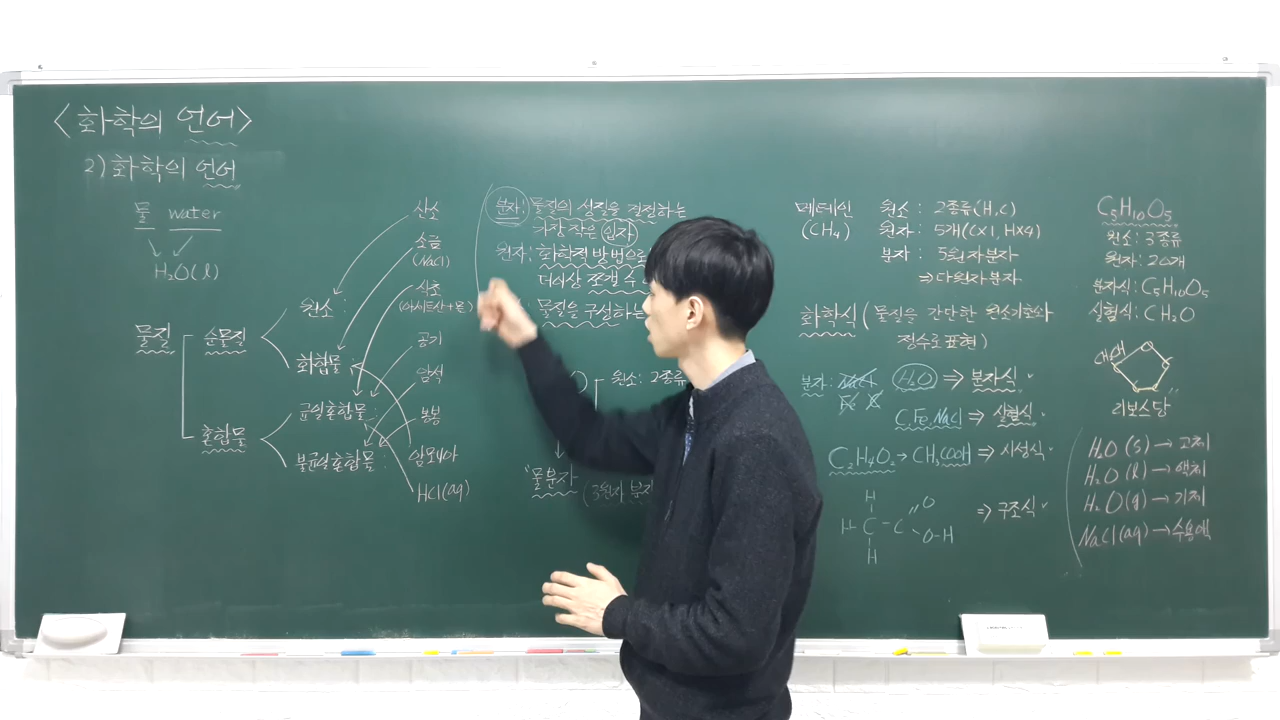 <화학의 언어>
2) 화학의 언어
물 water
H₂O(l)
물질
순물질
혼합물
원소 :
화합물 :
균일혼합물 :
불균일혼합물 :
산소
소금
(NaCl)
식초
(아세트산+물)
공기
암석
암모니아
HCl(aq)
분자: 물질의 성질을 결정하는
가장 작은 입자
원자: 화학적 방법으로
더이상 쪼갤 수
: 물질을 구성하는
원소: 2종류
"물분자
(3원자 분자
메테인
(CH₄)
원소 : 2종류(H,C)
원자 : 5개(C×1, H×4)
분자 : 5원자분자
⇒다원자분자
화학식 ( 물질을 간단한 원소기호와
정수로 표현)
분자:
H₂O ⇒ 분자식
C.Fe.NaCl ⇒ 실험식
C₂H₄O₂ → CH₃COOH ⇒ 시성식
H
H-C-C
O
O-H
H
⇒ 구조식
C₅H₁₀O₅
원소: 3종류
원자: 20개
분자식: C₅H₁₀O₅
실험식: CH₂O
리보스당
H₂O (s) → 고체
H₂O (l) → 액체
H₂O(g) → 기체
NaCl(aq) → 수용액